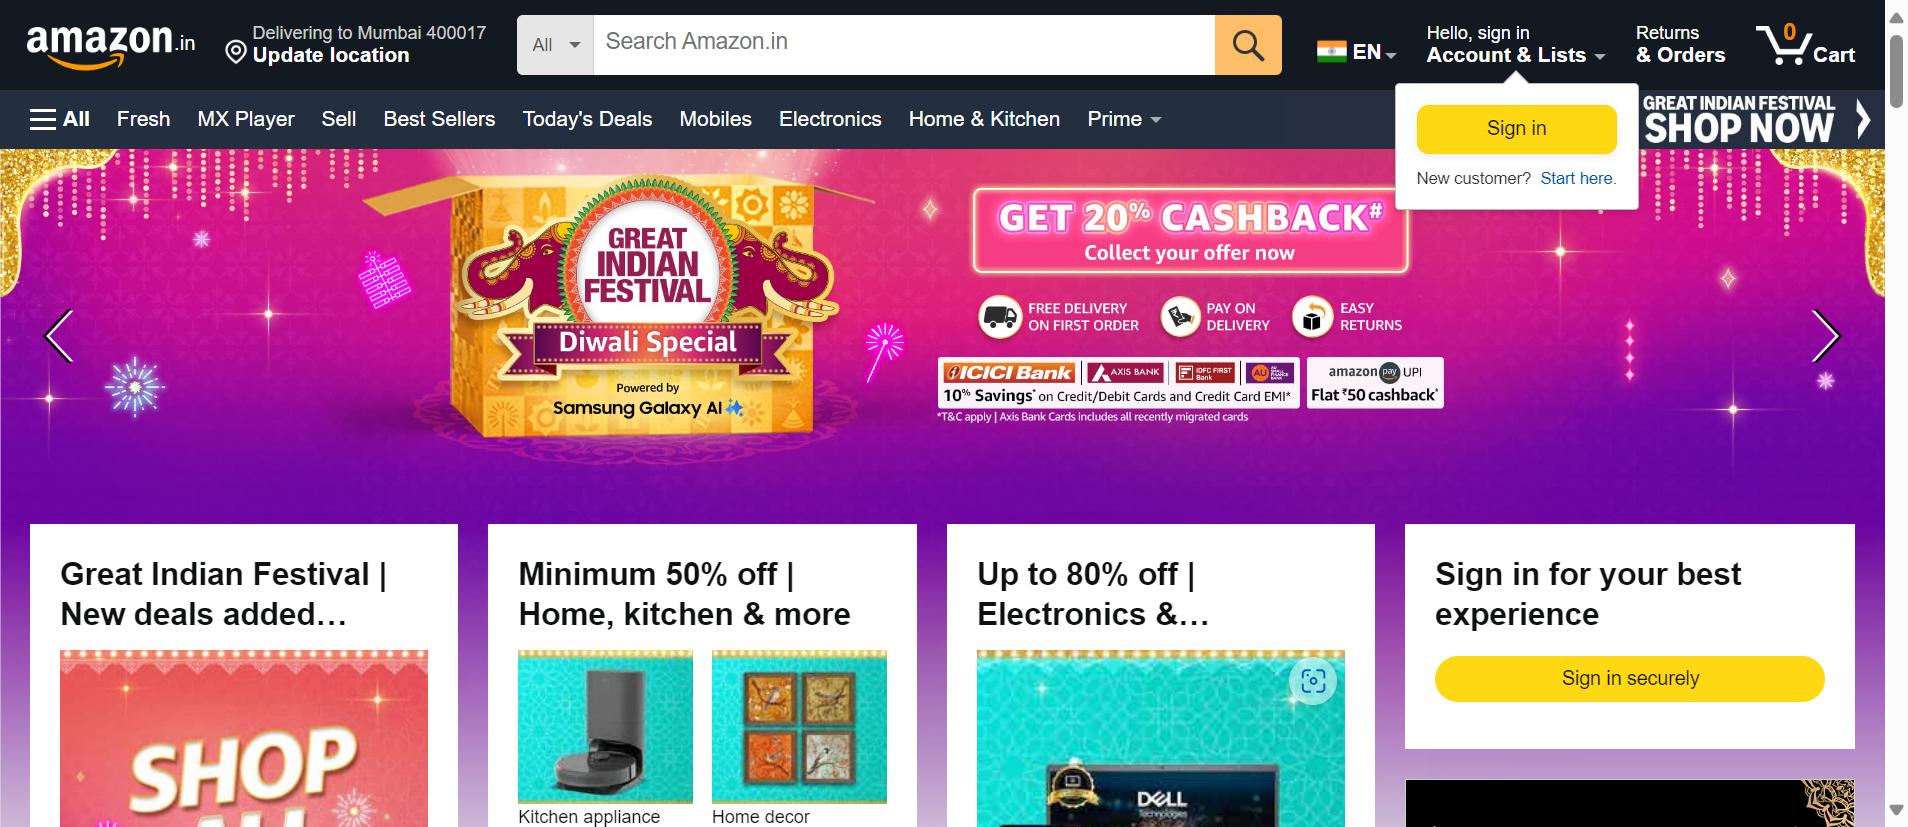 amazon.in
Delivering to Mumbai 400017
Update location
All
Search Amazon.in
EN
Hello, sign in
Account & Lists
Returns
& Orders
0
Cart
All
Fresh
MX Player
Sell
Best Sellers
Today's Deals
Mobiles
Electronics
Home & Kitchen
Prime
Sign in
New customer? Start here.
GREAT INDIAN FESTIVAL
SHOP NOW
GREAT
INDIAN
FESTIVAL
Diwali Special
Powered by
Samsung Galaxy AI
GET 20% CASHBACK#
Collect your offer now
FREE DELIVERY
ON FIRST ORDER
PAY ON
DELIVERY
EASY
RETURNS
ICICI Bank
AXIS BANK
IDFC FIRST
Bank
AU
10% Savings* on Credit/Debit Cards and Credit Card EMI*
amazon pay UPI
Flat ₹50 cashback*
*T&C apply | Axis Bank Cards includes all recently migrated cards
Great Indian Festival |
New deals added…
SHOP
ALL
Minimum 50% off |
Home, kitchen & more
Kitchen appliance
Home decor
Up to 80% off |
Electronics &…
DELL
Technologies
Sign in for your best
experience
Sign in securely